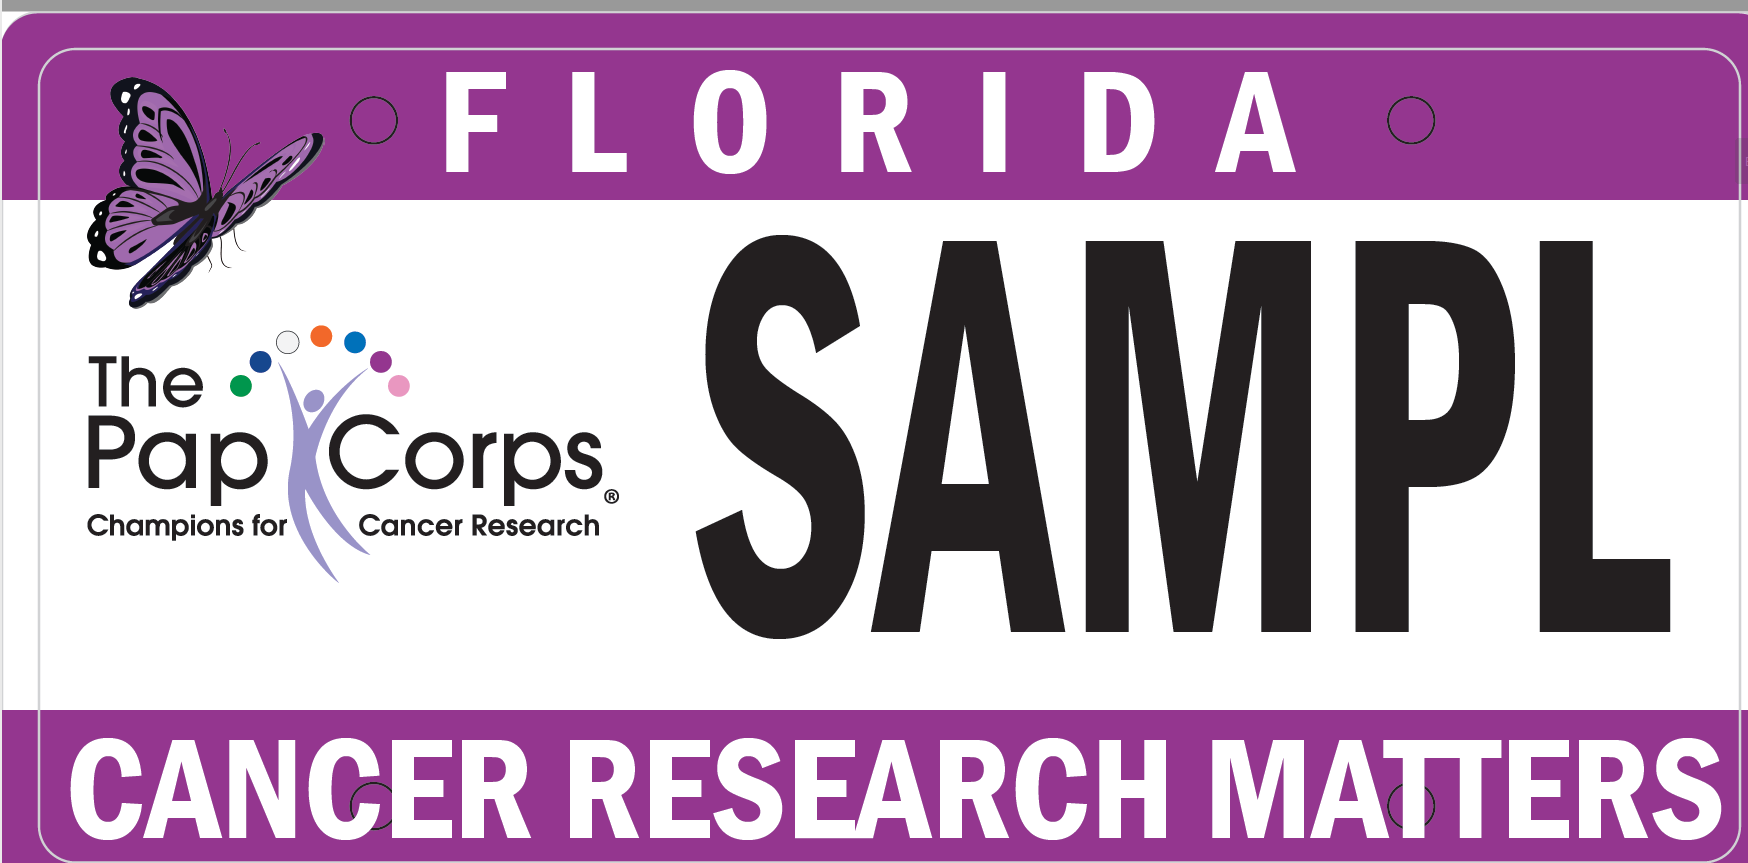 FLORIDA
The
Pap Corps®
Champions for Cancer Research
SAMPL
CANCER RESEARCH MATTERS